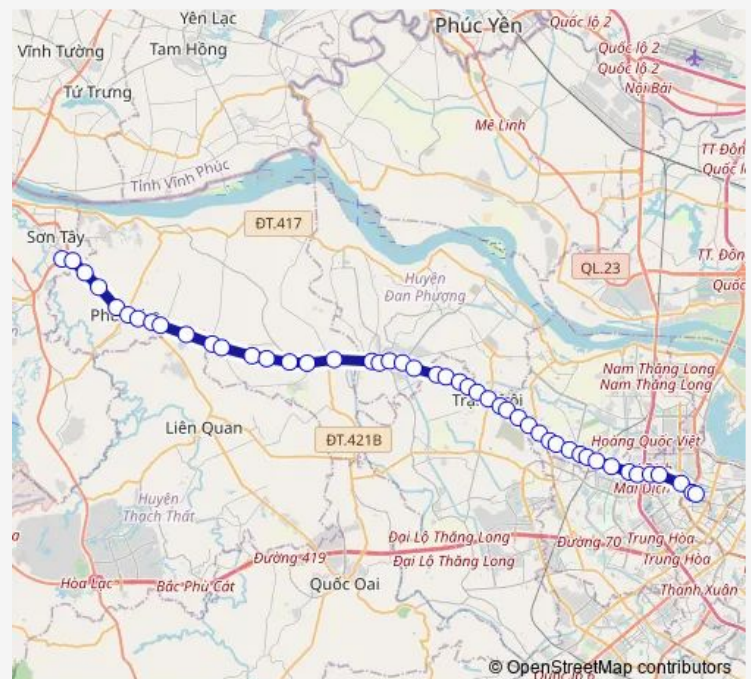 Yên Lạc
Phúc Yên
Quốc lộ 2
Vĩnh Tường
Tam Hồng
Quốc lộ 2
Quốc lộ 2
Nội Bài
Tứ Trưng
Mê Linh
TT Đôn
Quốc l
Tỉnh Vĩnh Phúc
ĐT.417
Sơn Tây
TT. Đô
QL.23
Quốc
Huyện
Đan Phượng
Nam Thăng Long
Nam Thăng Long
Liên Quan
ĐT.421B
Hoàng Quốc Việt
Mai Dịch
Huyện
Thạch Thất
Đại Lộ Thăng Long
Đại Lộ Thăng Long
Đường 70
Trung Hòa
Trung Hòa
Đường 419
Hòa Lạc
Bắc Phú Cát
Quốc Oai
Thanh Xuân
© OpenStreetMap contributors